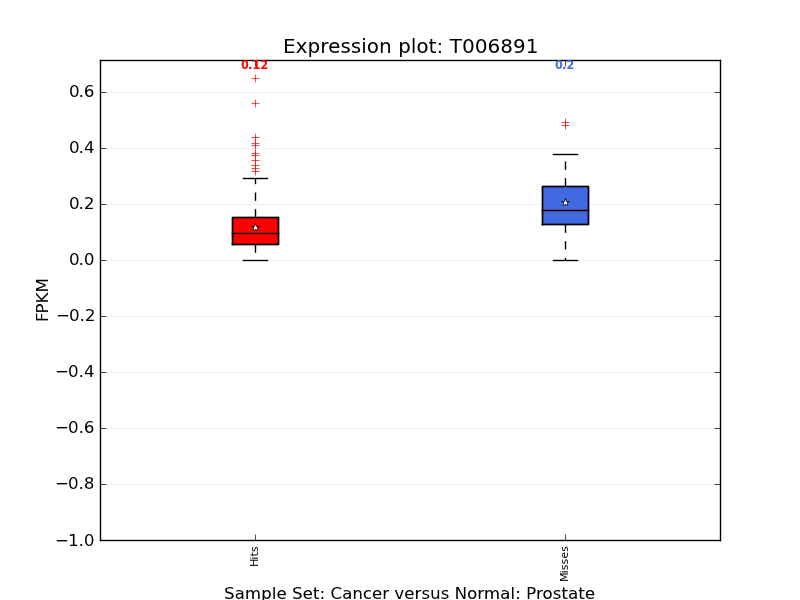 Expression plot: T006891
0.12
0.2
0.6
0.4
0.2
0.0
−0.2
−0.4
−0.6
−0.8
−1.0
FPKM
Hits
Misses
Sample Set: Cancer versus Normal: Prostate